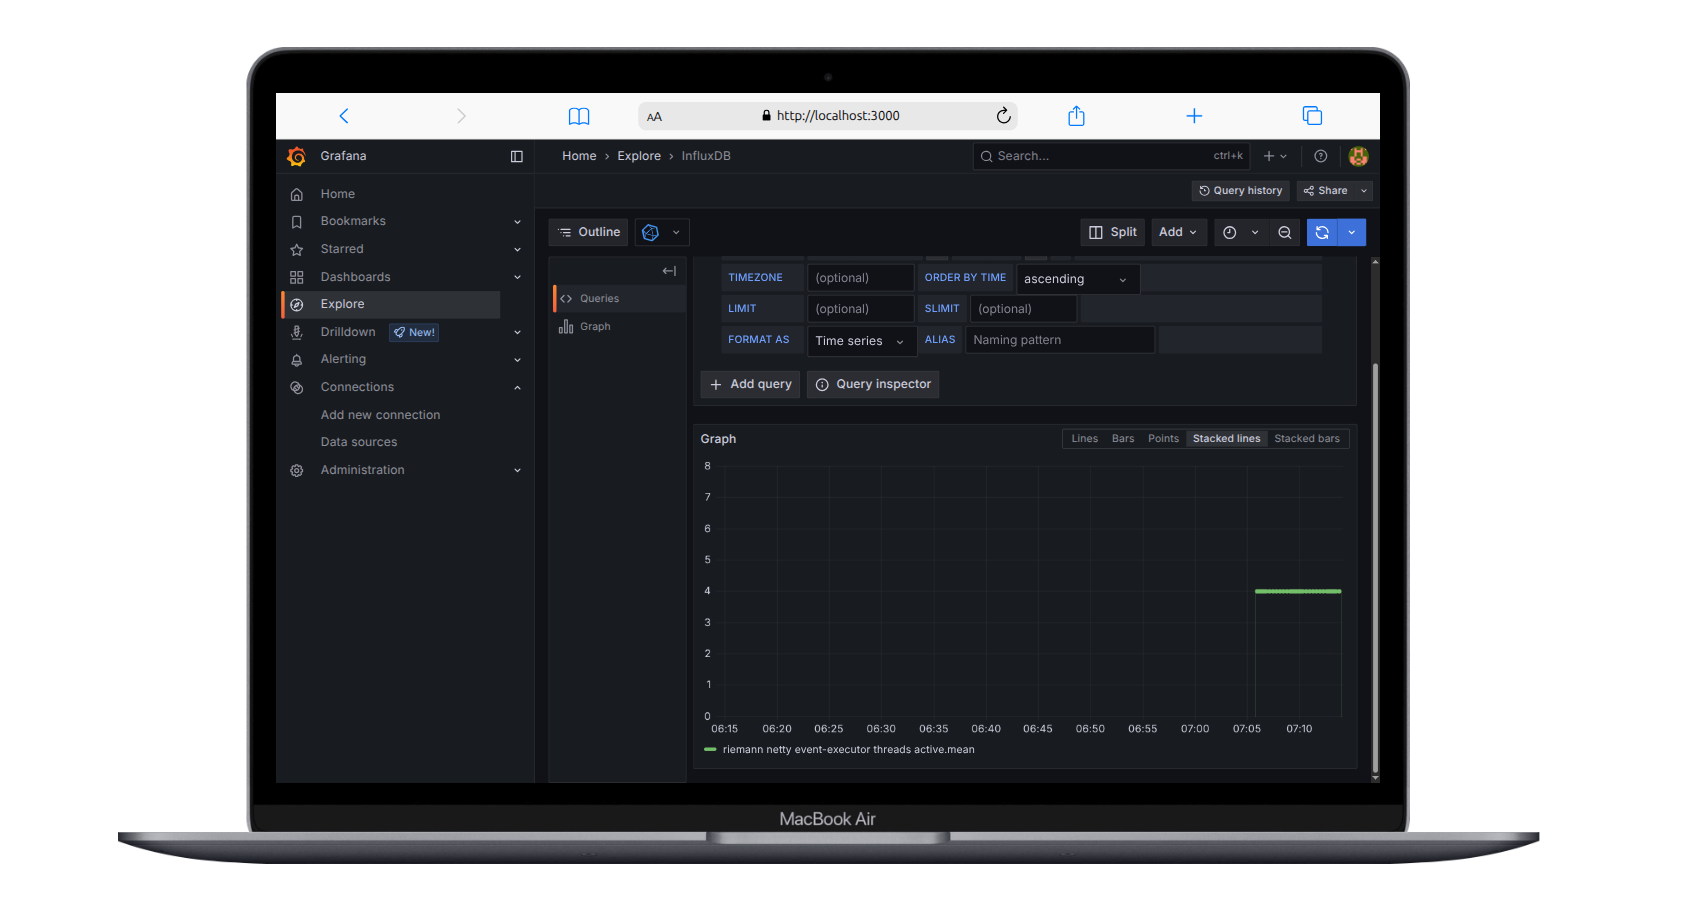 AA http://localhost:3000
Grafana
Home › Explore › InfluxDB
Search... ctrl+k
Query history
Share
Home
Bookmarks
Starred
Dashboards
Explore
Drilldown New!
Alerting
Connections
Add new connection
Data sources
Administration
Outline
Split
Add
Queries
Graph
TIMEZONE (optional) ORDER BY TIME ascending
LIMIT (optional) SLIMIT (optional)
FORMAT AS Time series ALIAS Naming pattern
+ Add query
Query inspector
Graph
Lines Bars Points Stacked lines Stacked bars
8
7
6
5
4
3
2
1
0
06:15 06:20 06:25 06:30 06:35 06:40 06:45 06:50 06:55 07:00 07:05 07:10
riemann netty event-executor threads active.mean
MacBook Air